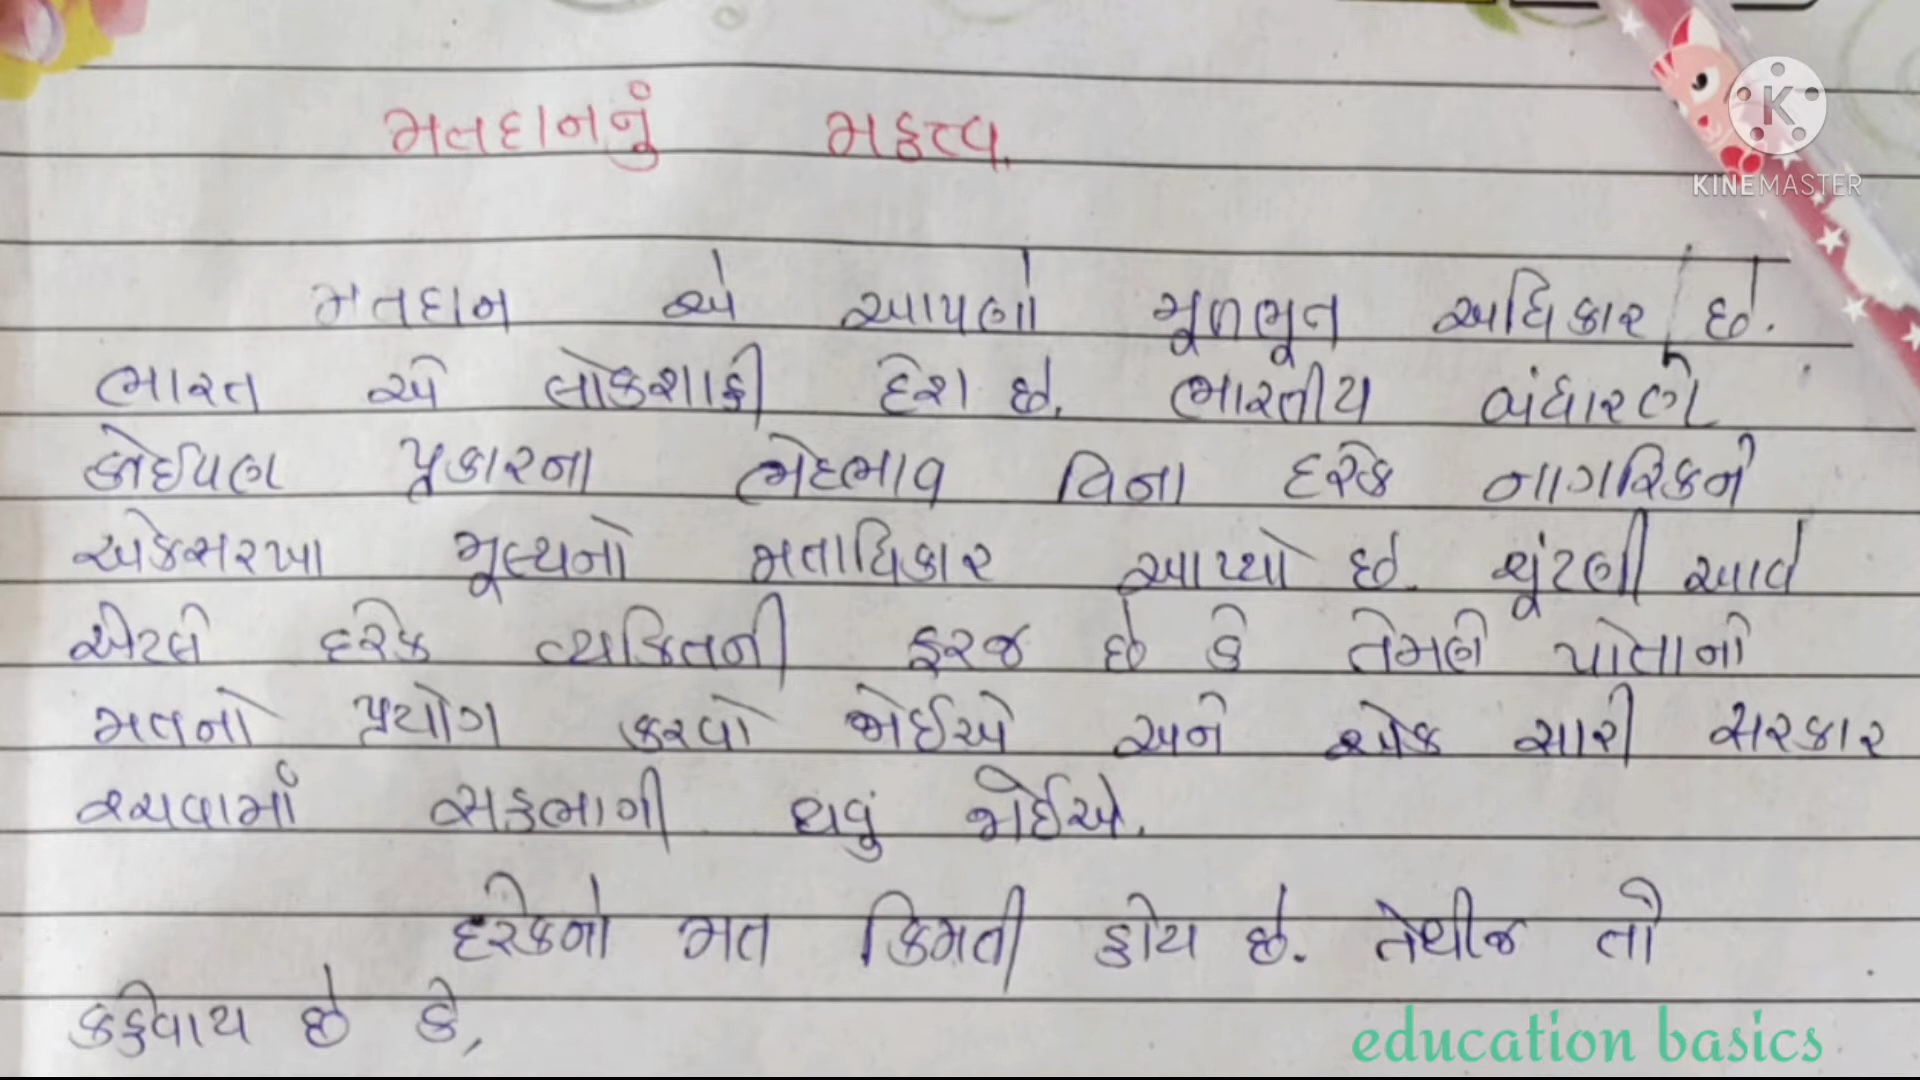 મતદાનનું મહત્વ.
KINEMASTER
મતદાન એ આપણો મૂળભૂત અધિકાર છે.
ભારત એ લોકશાહી દેશ છે. ભારતીય બંધારણે
કોઈપણ પ્રકારના ભેદભાવ વિના દરેક નાગરિકને
એકસરખા મૂલ્યનો મતાધિકાર આપ્યો છે. ચૂંટણી આવે
એટલે દરેક વ્યકિતની ફરજ છે કે તેમણે પોતાનો
મતનો પ્રયોગ કરવો જોઈએ અને એક સારી સરકાર
રચવામાં સહભાગી થવું જોઈએ.
દરેકનો મત કિંમતી હોય છે. તેથીજ તો
કહેવાય છે કે,
education basics